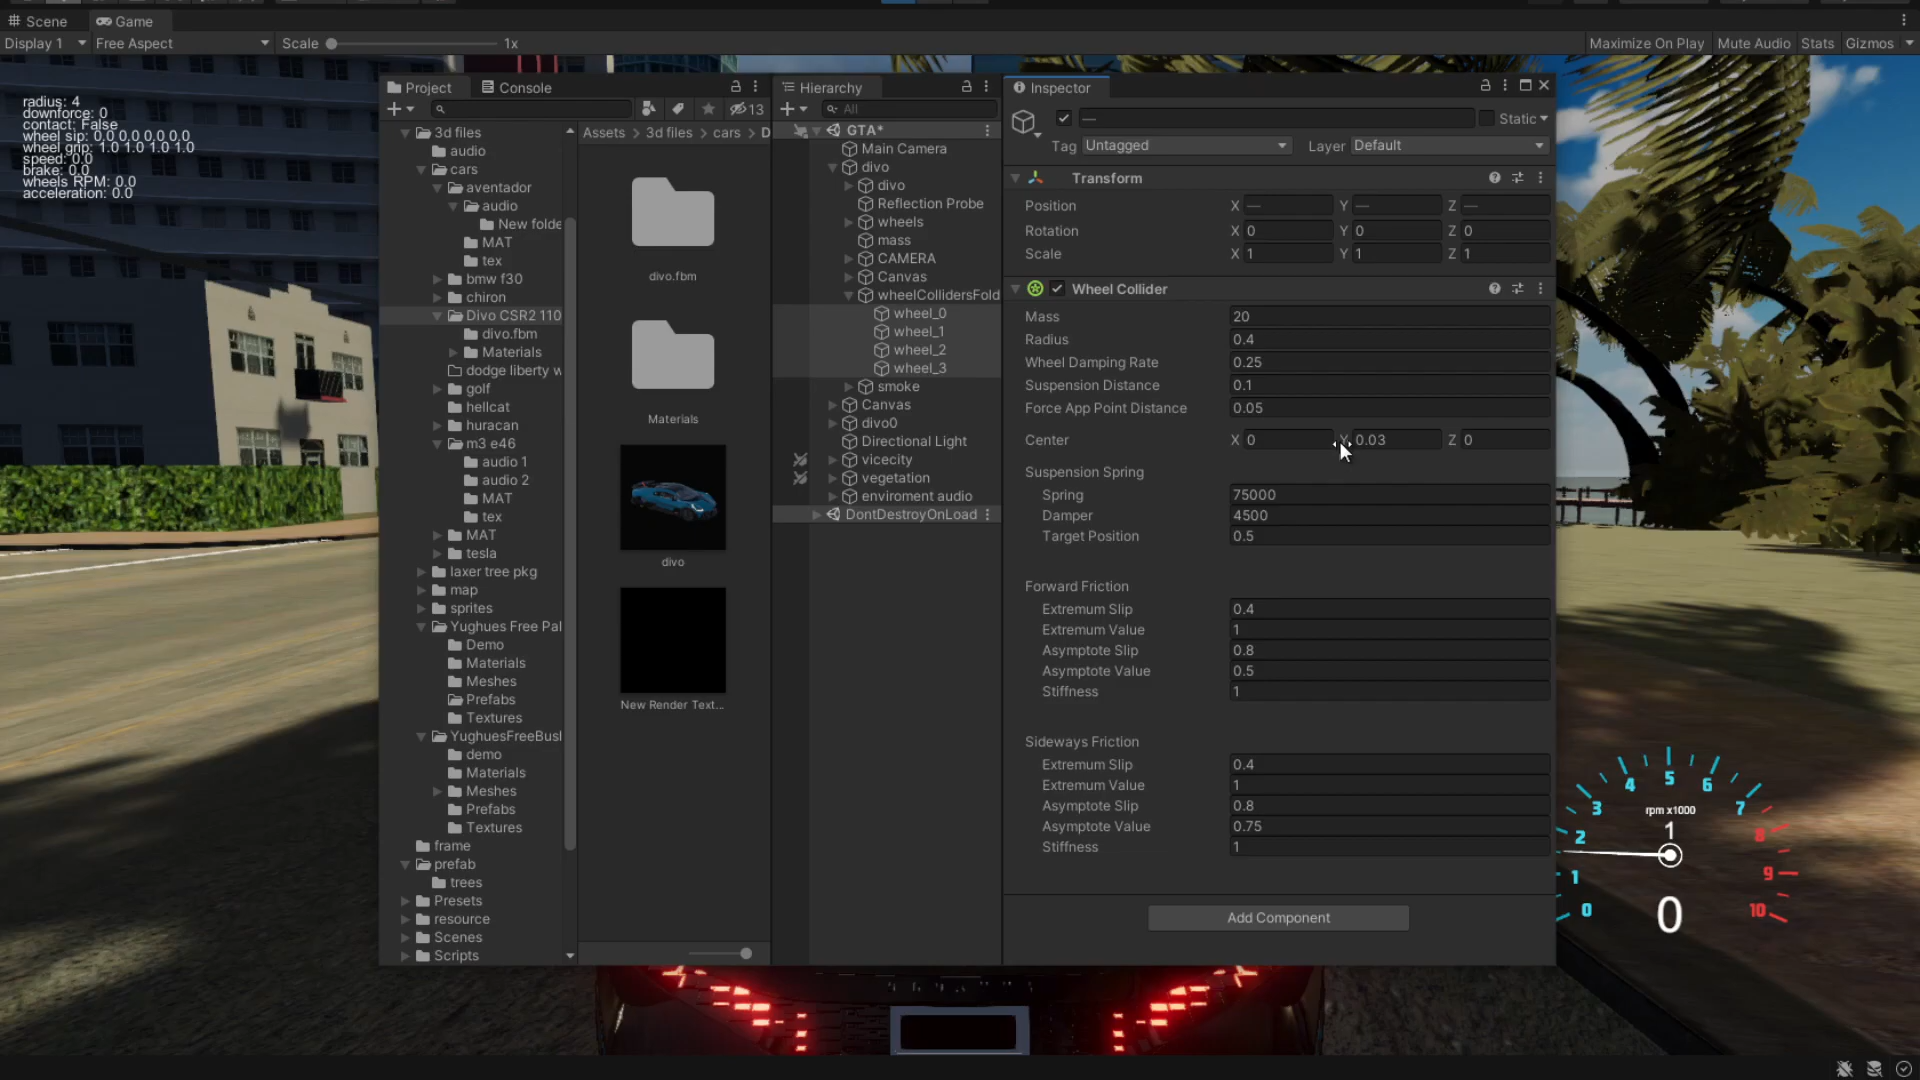 Scene
Game
Display 1
Free Aspect
Scale
1x
Maximize On Play
Mute Audio
Stats
Gizmos
radius: 4
downforce: 0
contact: False
wheel sip: 0.0 0.0 0.0 0.0
wheel grip: 1.0 1.0 1.0 1.0
speed: 0.0
brake: 0.0
wheels RPM: 0.0
acceleration: 0.0
Project
Console
13
3d files
audio
cars
aventador
audio
New folde
MAT
tex
bmw f30
chiron
Divo CSR2 110
divo.fbm
Materials
dodge liberty w
golf
hellcat
huracan
m3 e46
audio 1
audio 2
MAT
tex
MAT
tesla
laxer tree pkg
map
sprites
Yughues Free Pal
Demo
Materials
Meshes
Prefabs
Textures
YughuesFreeBusl
demo
Materials
Meshes
Prefabs
Textures
frame
prefab
trees
Presets
resource
Scenes
Scripts
Assets > 3d files > cars > D
divo.fbm
Materials
divo
New Render Text...
Hierarchy
All
GTA*
Main Camera
divo
divo
Reflection Probe
wheels
mass
CAMERA
Canvas
wheelCollidersFold
wheel_0
wheel_1
wheel_2
wheel_3
smoke
Canvas
divo0
Directional Light
vicecity
vegetation
enviroment audio
DontDestroyOnLoad
Inspector
—
Static
Tag Untagged
Layer Default
Transform
Position X — Y — Z —
Rotation X 0 Y 0 Z 0
Scale X 1 Y 1 Z 1
Wheel Collider
Mass 20
Radius 0.4
Wheel Damping Rate 0.25
Suspension Distance 0.1
Force App Point Distance 0.05
Center X 0 Y 0.03 Z 0
Suspension Spring
Spring 75000
Damper 4500
Target Position 0.5
Forward Friction
Extremum Slip 0.4
Extremum Value 1
Asymptote Slip 0.8
Asymptote Value 0.5
Stiffness 1
Sideways Friction
Extremum Slip 0.4
Extremum Value 1
Asymptote Slip 0.8
Asymptote Value 0.75
Stiffness 1
Add Component
0
1
2
3
4
5
6
7
8
9
10
rpm x1000
1
0